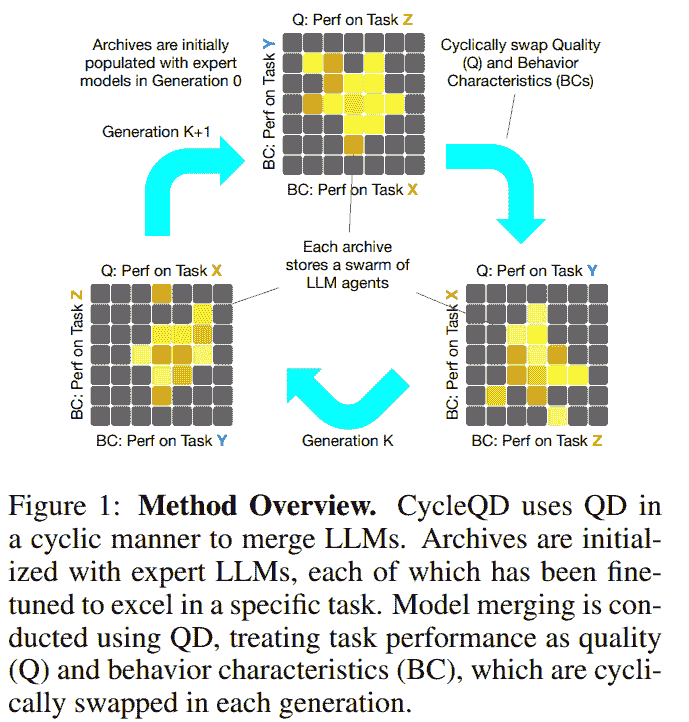 Q: Perf on Task Z
Archives are initially
populated with expert
models in Generation 0
BC: Perf on Task Y
Cyclically swap Quality
(Q) and Behavior
Characteristics (BCs)
Generation K+1
BC: Perf on Task X
Each archive
stores a swarm of
LLM agents
Q: Perf on Task X
Q: Perf on Task Y
BC: Perf on Task Z
BC: Perf on Task X
BC: Perf on Task Y
Generation K
BC: Perf on Task Z
Figure 1: Method Overview. CycleQD uses QD in
a cyclic manner to merge LLMs. Archives are initial-
ized with expert LLMs, each of which has been fine-
tuned to excel in a specific task. Model merging is con-
ducted using QD, treating task performance as quality
(Q) and behavior characteristics (BC), which are cycli-
cally swapped in each generation.